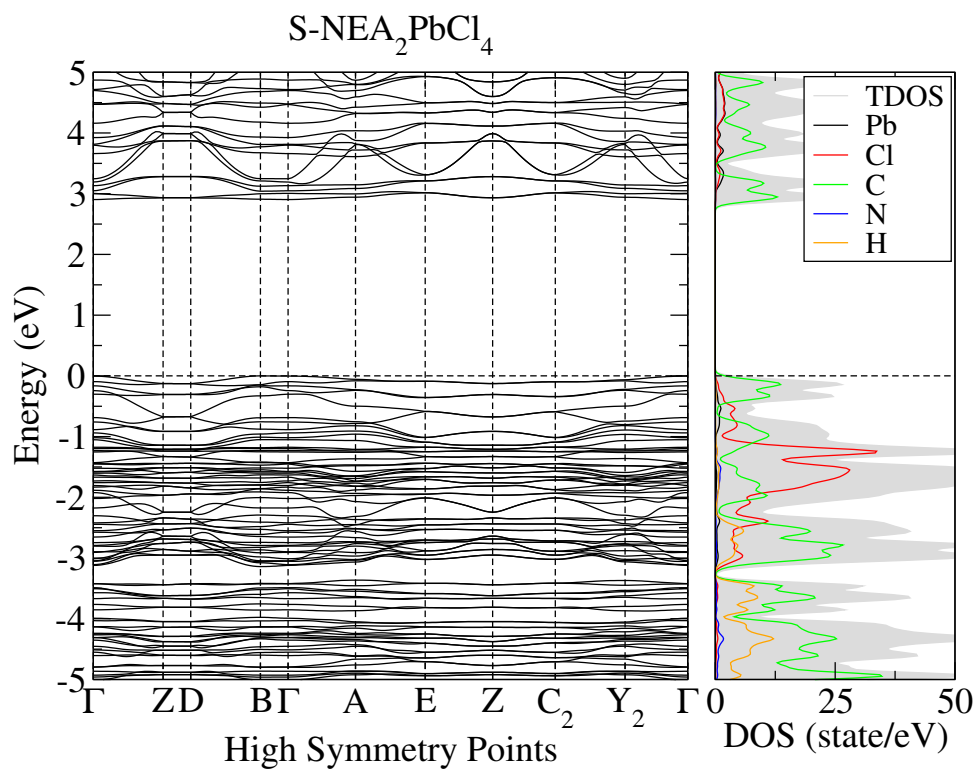 S-NEA₂PbCl₄
Energy (eV)
5
4
3
2
1
0
-1
-2
-3
-4
-5
Γ Z D B Γ A E Z C₂ Y₂ Γ
High Symmetry Points
TDOS
Pb
Cl
C
N
H
0 25 50
DOS (state/eV)